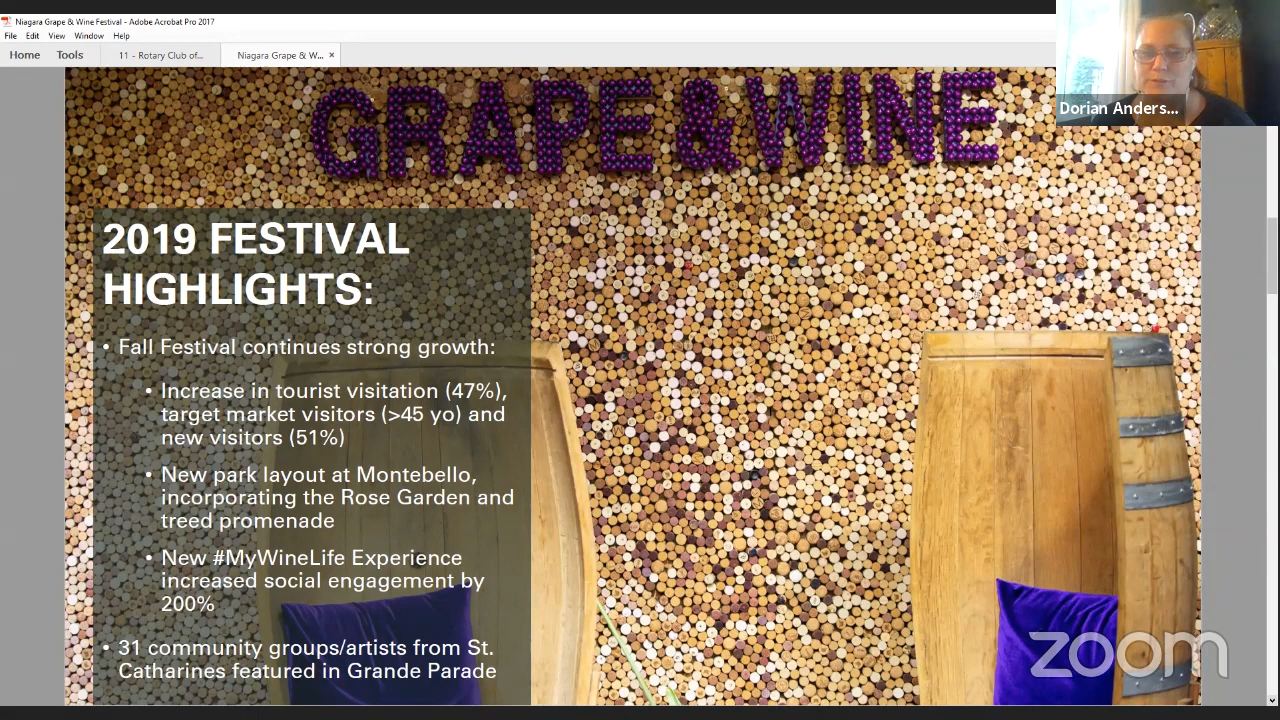 Niagara Grape & Wine Festival - Adobe Acrobat Pro 2017
File Edit View Window Help
Home Tools 11 - Rotary Club of... Niagara Grape & W... ×
GRAPE & WINE
Dorian Anders...
2019 FESTIVAL
HIGHLIGHTS:
• Fall Festival continues strong growth:
• Increase in tourist visitation (47%),
target market visitors (>45 yo) and
new visitors (51%)
• New park layout at Montebello,
incorporating the Rose Garden and
treed promenade
• New #MyWineLife Experience
increased social engagement by
200%
• 31 community groups/artists from St.
Catharines featured in Grande Parade
zoom